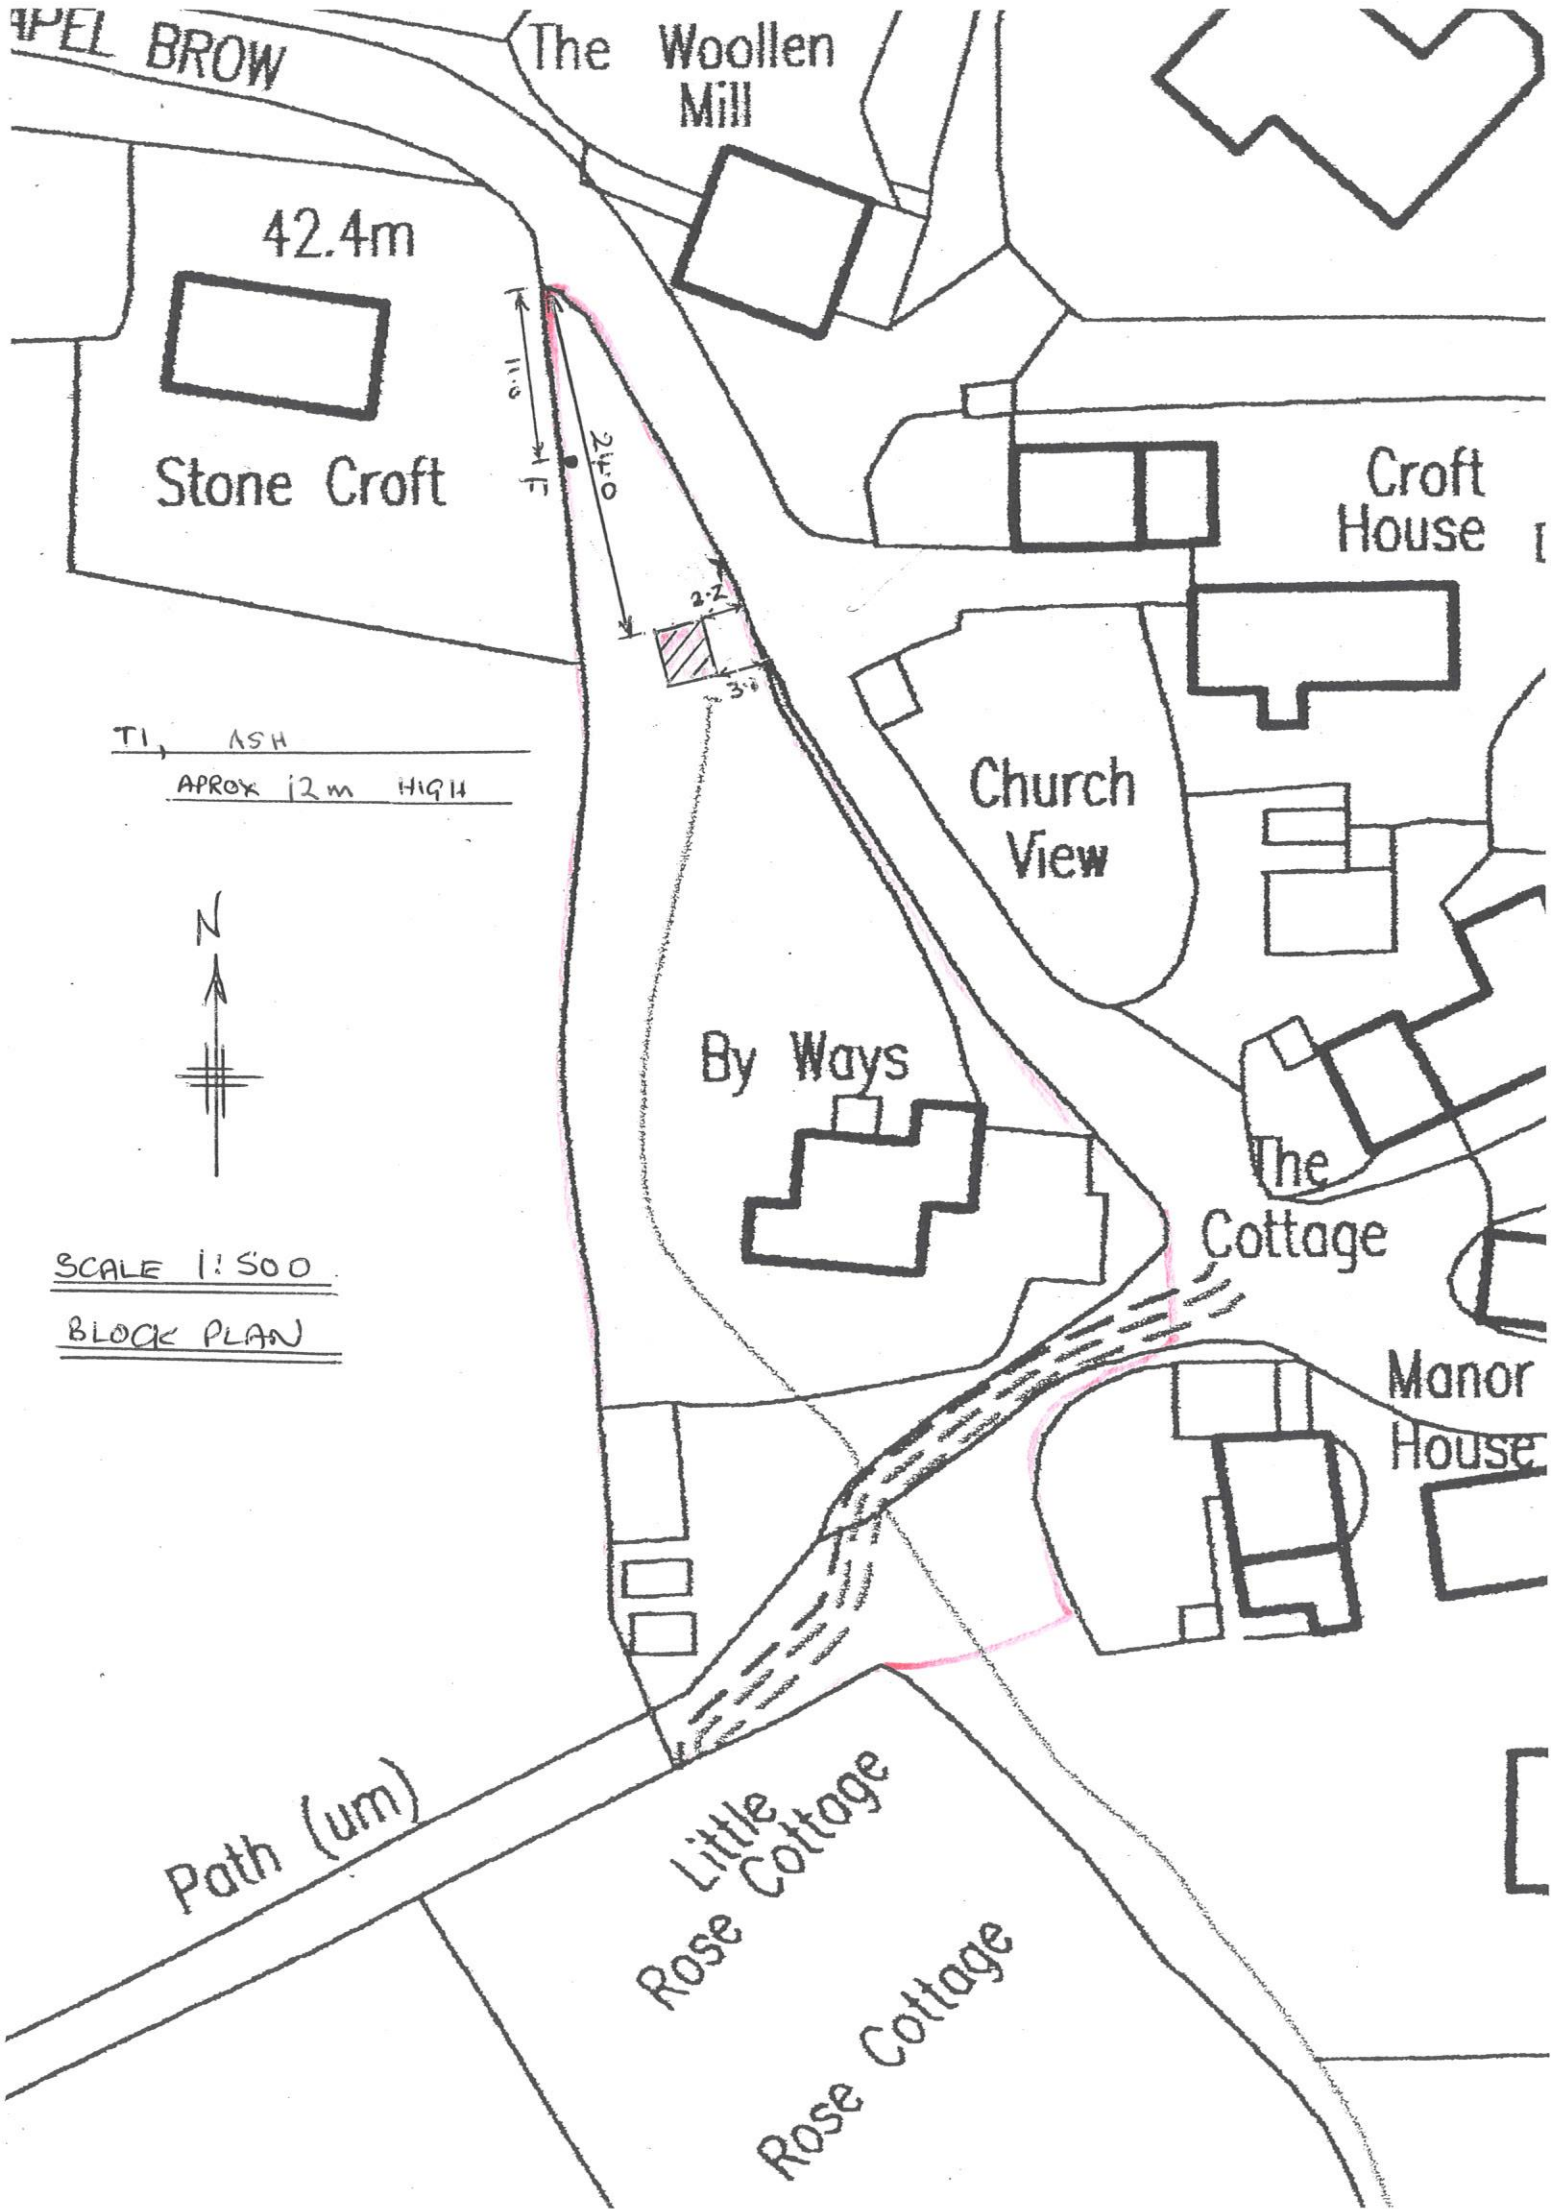 APEL BROW
The Woollen
Mill
42.4m
Stone Croft
11.0
24.0
3.2
3.0
Croft
House
T1, ASH
APROX 12m HIGH
Church
View
N
By Ways
The
Cottage
SCALE 1:500
BLOCK PLAN
Manor
House
Path (um)
Little
Rose Cottage
Rose Cottage